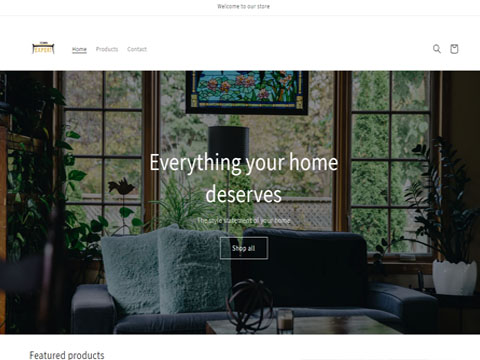 Welcome to our store
EXPERT
Home
Products
Contact
Everything your home
deserves
The style statement of your home.
Shop all
Featured products